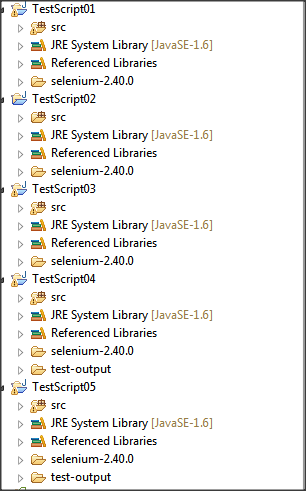 TestScript01
src
JRE System Library [JavaSE-1.6]
Referenced Libraries
selenium-2.40.0
TestScript02
src
JRE System Library [JavaSE-1.6]
Referenced Libraries
selenium-2.40.0
TestScript03
src
JRE System Library [JavaSE-1.6]
Referenced Libraries
selenium-2.40.0
TestScript04
src
JRE System Library [JavaSE-1.6]
Referenced Libraries
selenium-2.40.0
test-output
TestScript05
src
JRE System Library [JavaSE-1.6]
Referenced Libraries
selenium-2.40.0
test-output